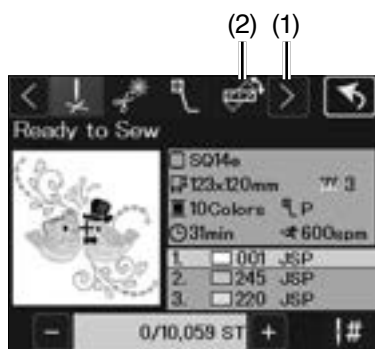 (2) (1)
Ready to Sew
SQ14a
123x120mm 3
10Colors P
31min 600spm
1. 001 JSP
2. 245 JSP
3. 220 JSP
- 0/10,059 ST + #